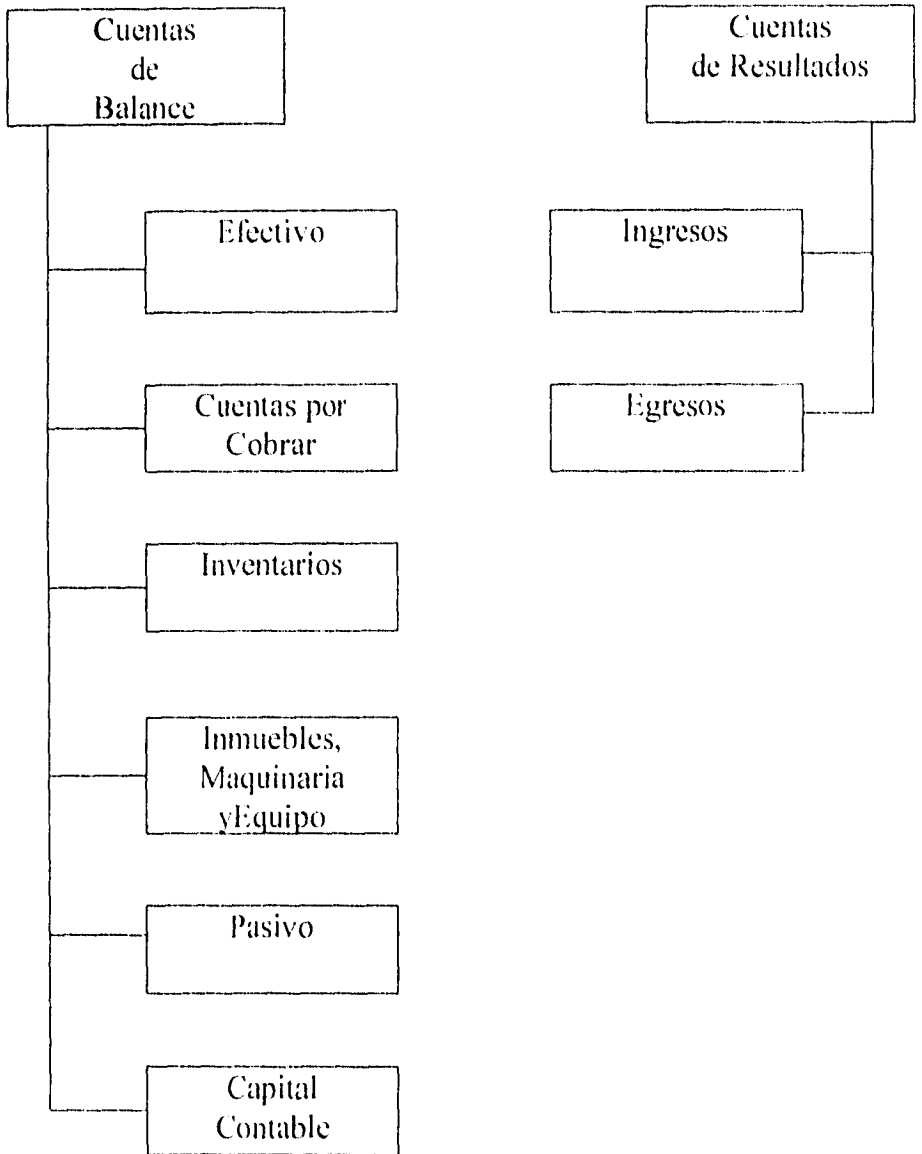 Cuentas
de
Balance
Efectivo
Cuentas por
Cobrar
Inventarios
Inmuebles,
Maquinaria
yEquipo
Pasivo
Capital
Contable
Cuentas
de Resultados
Ingresos
Egresos